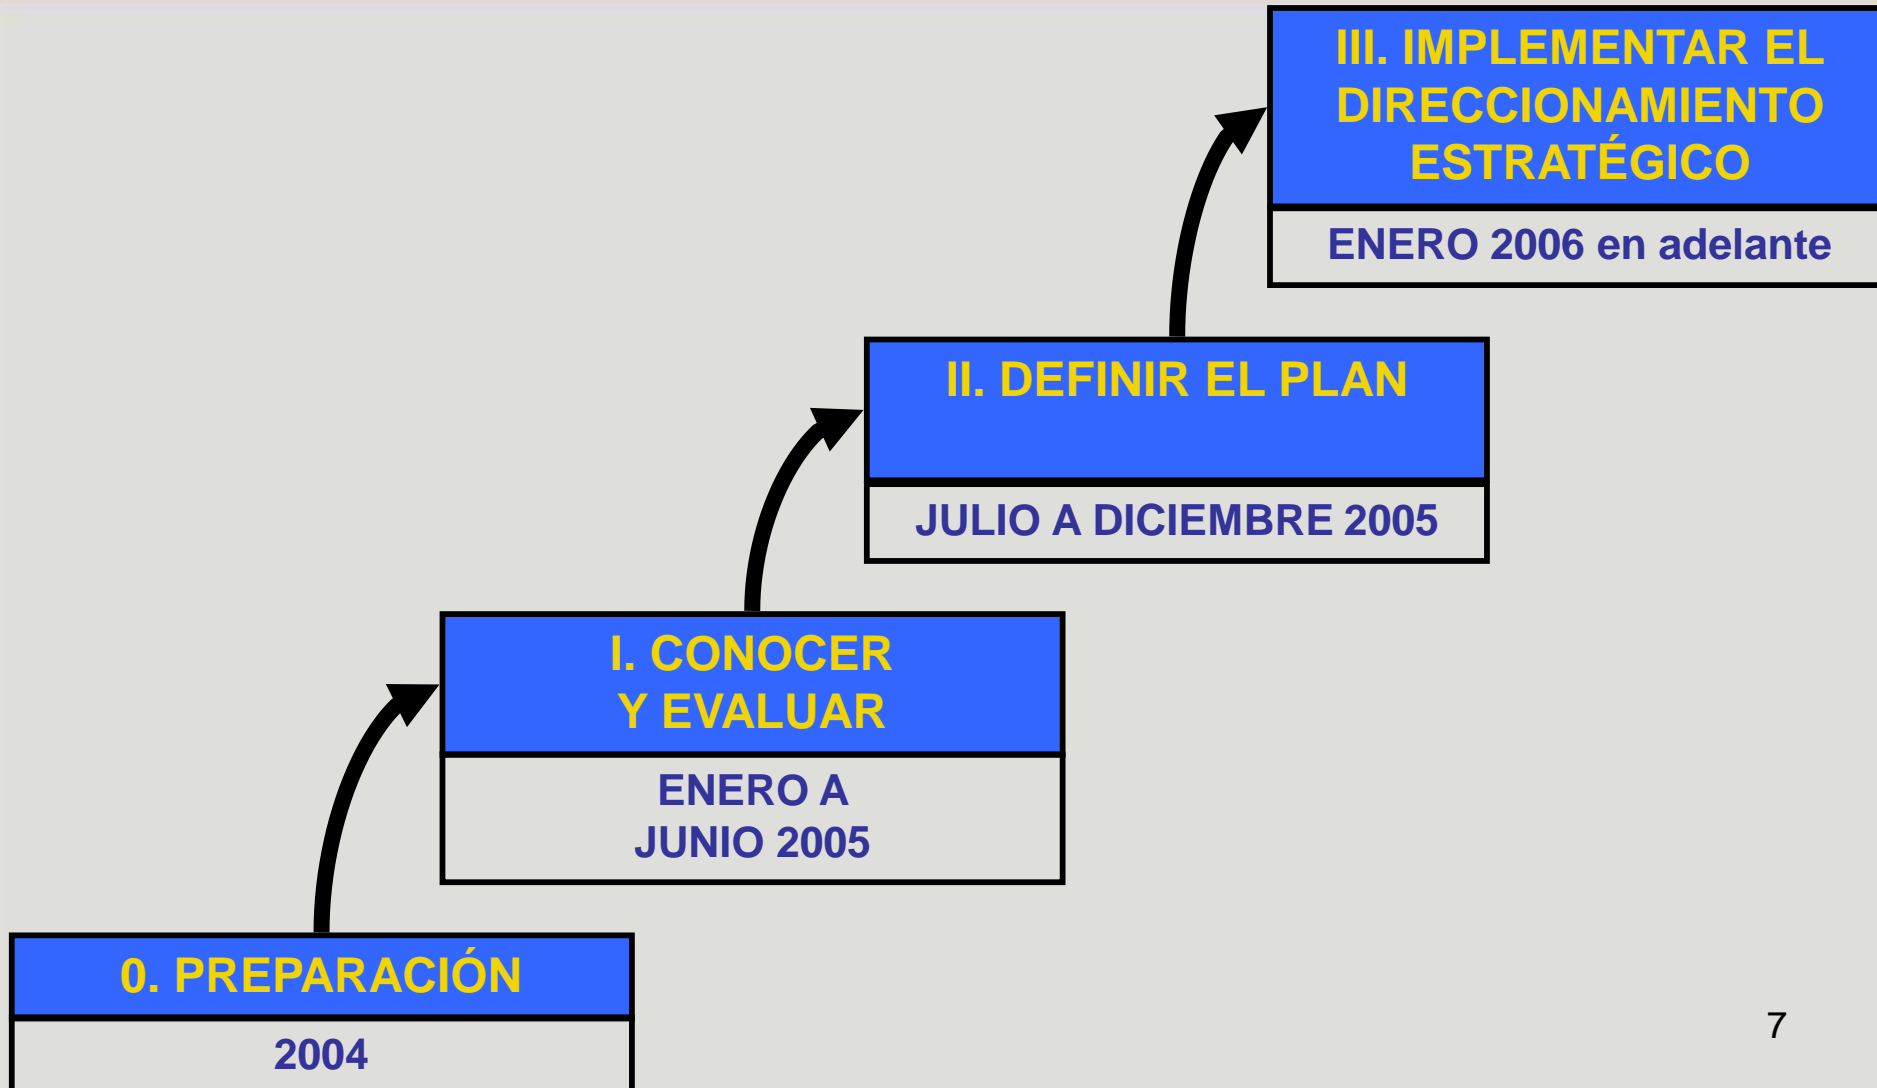 III. IMPLEMENTAR EL
DIRECCIONAMIENTO
ESTRATÉGICO
ENERO 2006 en adelante
II. DEFINIR EL PLAN
JULIO A DICIEMBRE 2005
I. CONOCER
Y EVALUAR
ENERO A
JUNIO 2005
0. PREPARACIÓN
2004
7